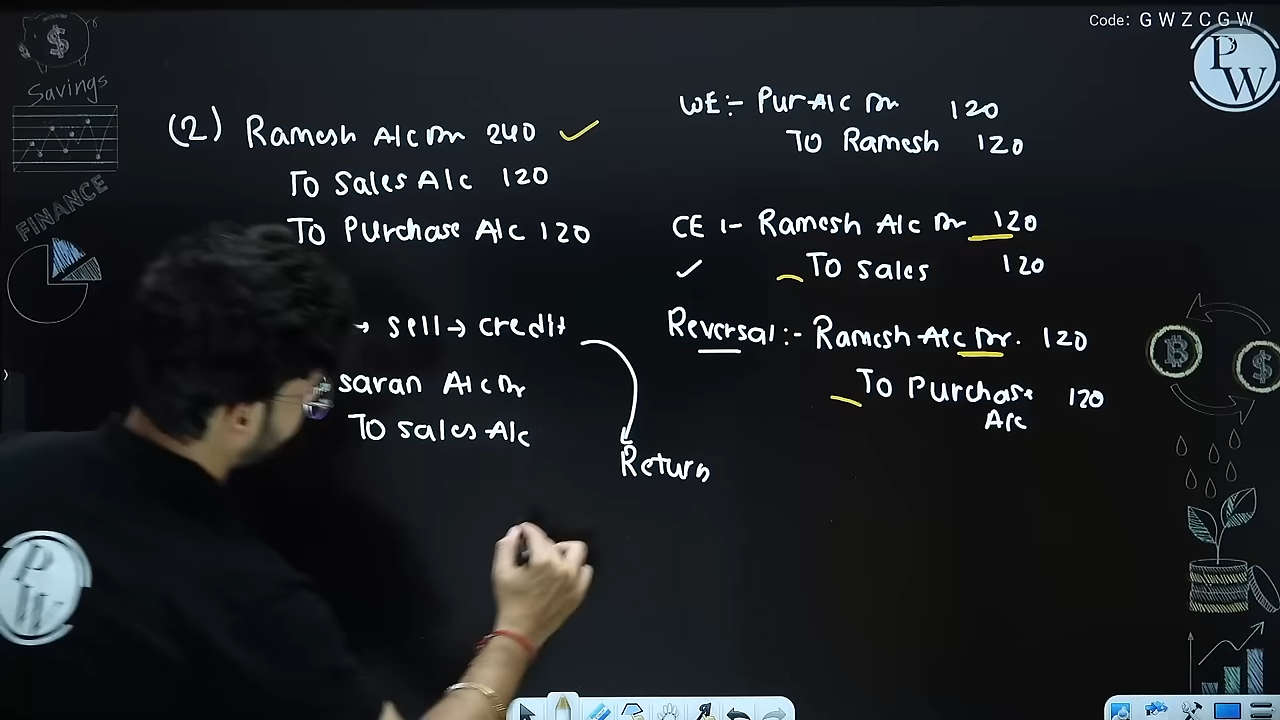 Code: G W Z C G W
PW
Savings
FINANCE
(2) Ramesh A/c Dr 240
To Sales A/c 120
To Purchase A/c 120
→ sell → credit
saran A/c Dr
To sales A/c
Return
WE:- Pur A/c Dr 120
To Ramesh 120
CE :- Ramesh A/c Dr 120
To sales 120
Reversal:- Ramesh A/c Dr. 120
To Purchase 120
A/c
PW